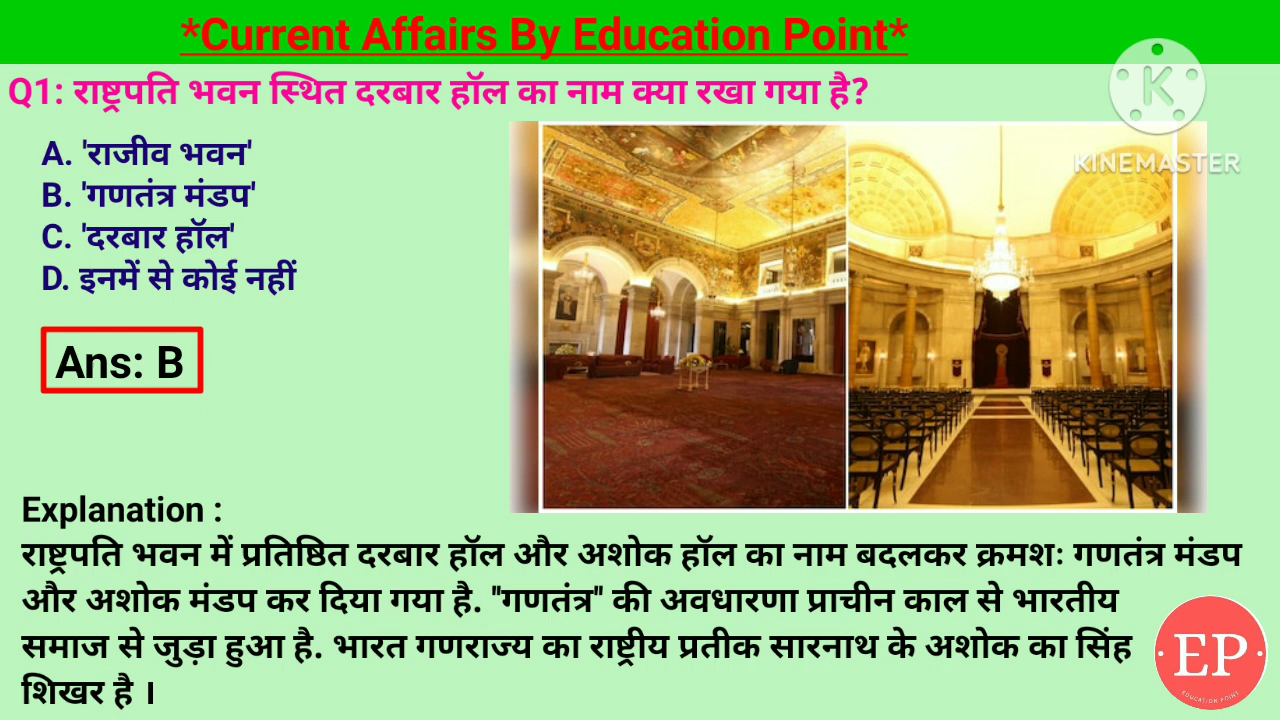 *Current Affairs By Education Point*
Q1: राष्ट्रपति भवन स्थित दरबार हॉल का नाम क्या रखा गया है?
K
KINEMASTER
A. 'राजीव भवन'
B. 'गणतंत्र मंडप'
C. 'दरबार हॉल'
D. इनमें से कोई नहीं
Ans: B
Explanation :
राष्ट्रपति भवन में प्रतिष्ठित दरबार हॉल और अशोक हॉल का नाम बदलकर क्रमशः गणतंत्र मंडप
और अशोक मंडप कर दिया गया है. "गणतंत्र" की अवधारणा प्राचीन काल से भारतीय
समाज से जुड़ा हुआ है. भारत गणराज्य का राष्ट्रीय प्रतीक सारनाथ के अशोक का सिंह
शिखर है ।
EP
EDUCATION POINT